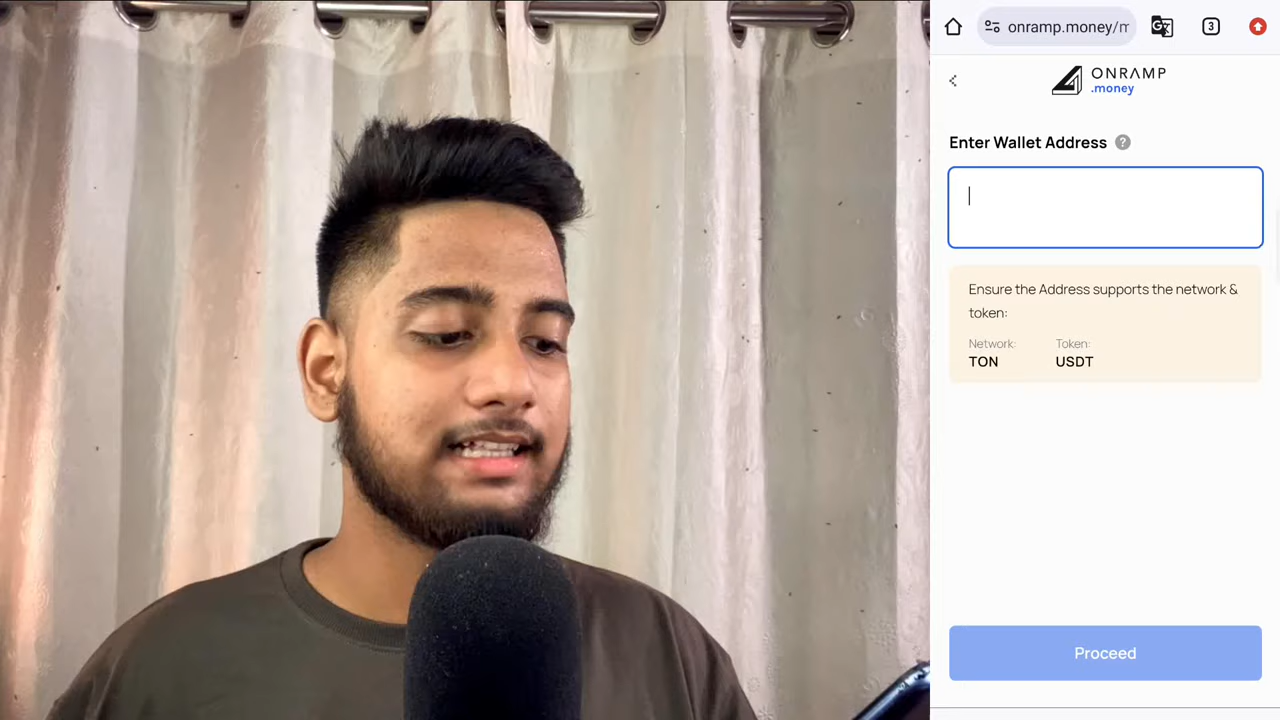 onramp.money/m
3
ONRAMP
.money
Enter Wallet Address ?
Ensure the Address supports the network &
token:
Network: Token:
TON USDT
Proceed